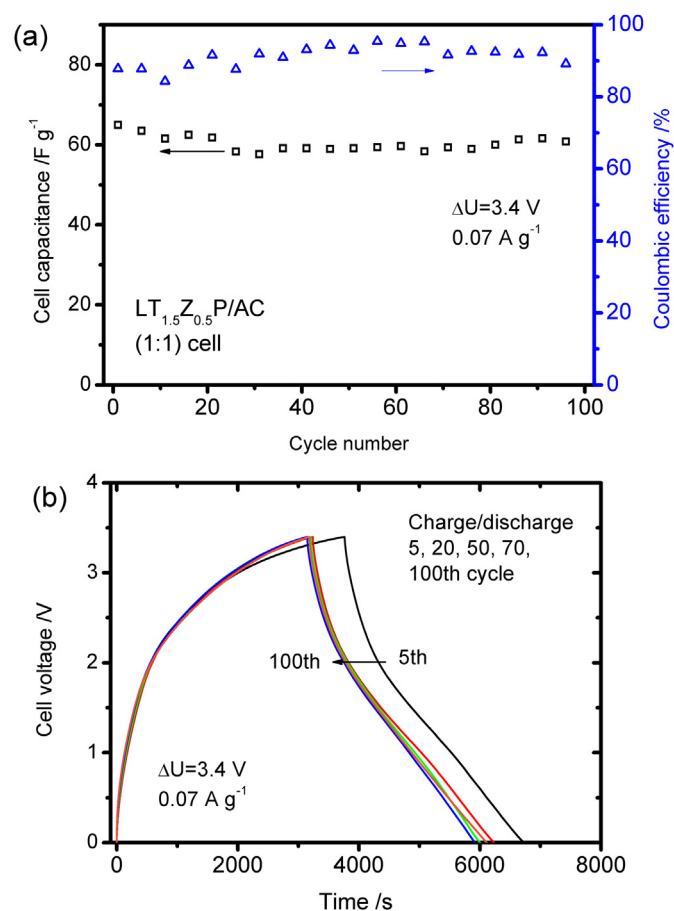 (a)
100
80
60
40
20
0
80
60
40
20
0
Cell capacitance /F g⁻¹
Coulombic efficiency /%
ΔU=3.4 V
0.07 A g⁻¹
LT₁.₅Z₀.₅P/AC
(1:1) cell
0 20 40 60 80 100
Cycle number
(b)
4
3
2
1
0
Cell voltage /V
Charge/discharge
5, 20, 50, 70,
100th cycle
100th
5th
ΔU=3.4 V
0.07 A g⁻¹
0 2000 4000 6000 8000
Time /s